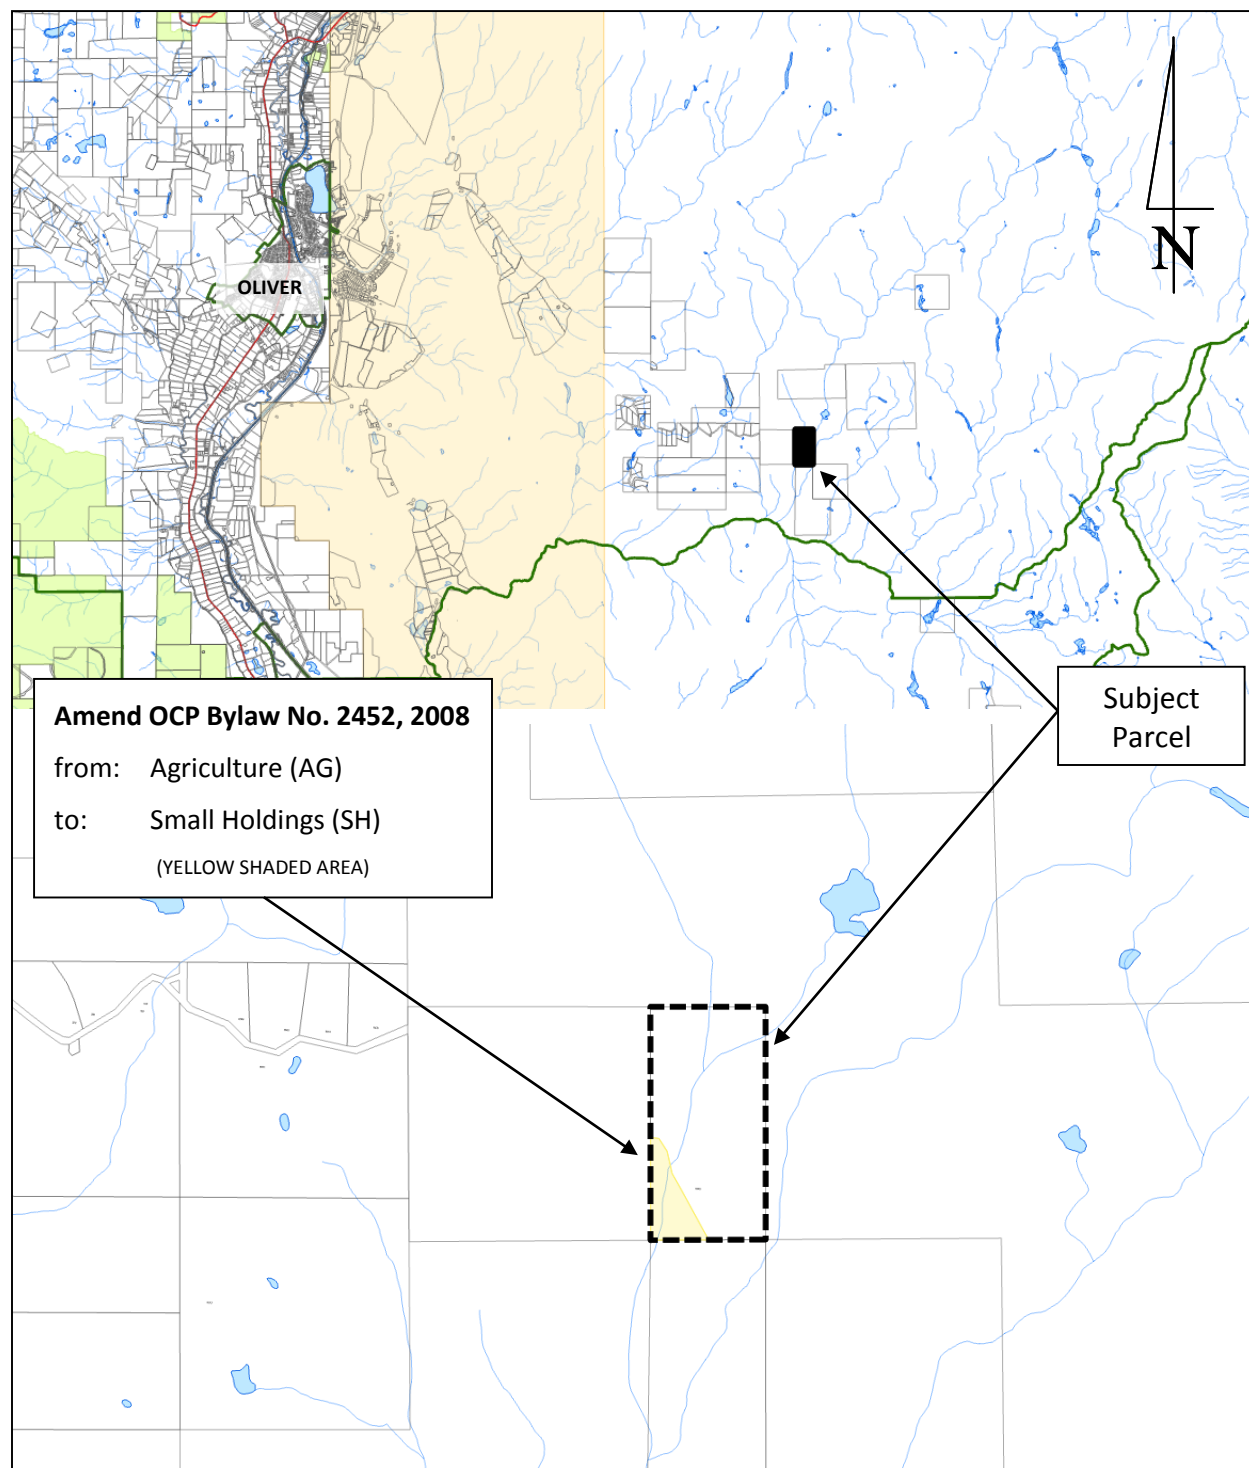 OLIVER
N
Amend OCP Bylaw No. 2452, 2008
from: Agriculture (AG)
to: Small Holdings (SH)
(YELLOW SHADED AREA)
Subject
Parcel